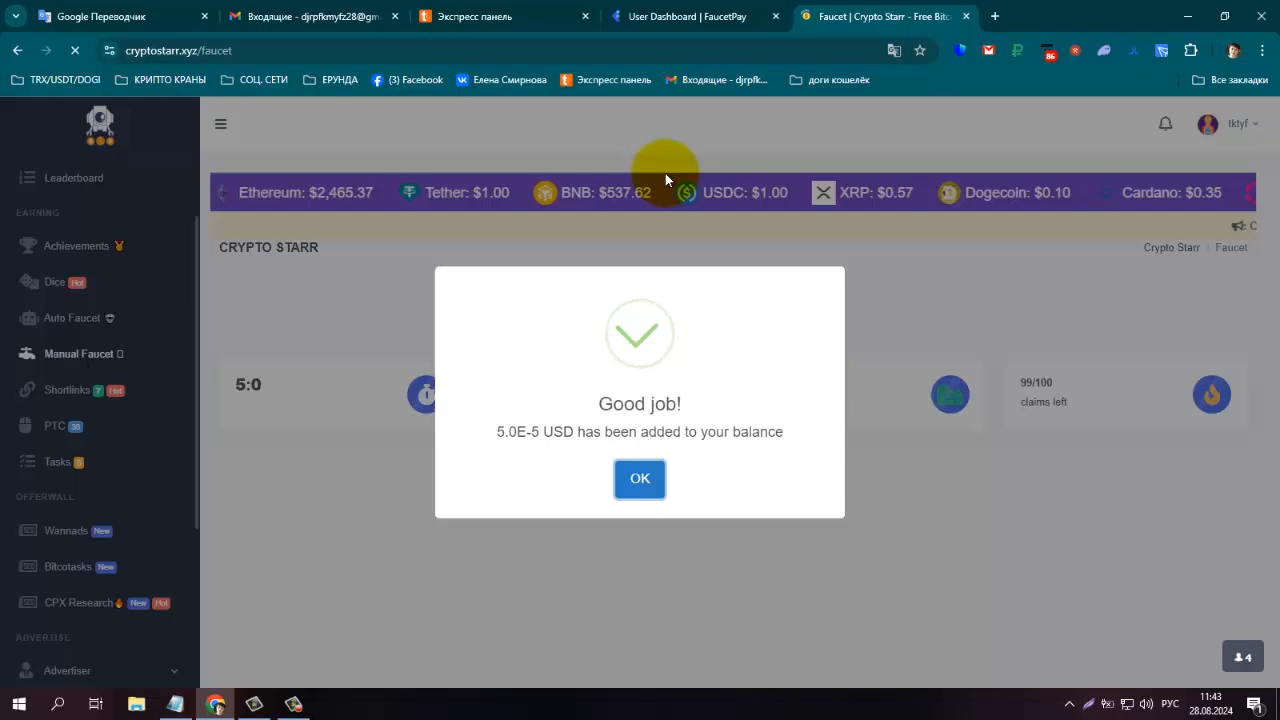 Google Переводчик
Входящие - djrpfkmyfz28@gm
Экспресс панель
User Dashboard | FaucetPay
Faucet | Crypto Starr - Free Bitc
cryptostarr.xyz/faucet
86
TRX/USDT/DOGI
КРИПТО КРАНЫ
СОЦ. СЕТИ
ЕРУНДА
(3) Facebook
Елена Смирнова
Экспресс панель
Входящие - djrpfk...
доги кошелёк
Все закладки
tktyf
Leaderboard
EARNING
Achievements
Dice Hot
Auto Faucet
Manual Faucet
Shortlinks 7 Hot
PTC 38
Tasks 6
OFFERWALL
Wannads New
Bitcotasks New
CPX Research New Hot
ADVERTISE
Advertiser
Ethereum: $2,465.37
Tether: $1.00
BNB: $537.62
USDC: $1.00
XRP: $0.57
Dogecoin: $0.10
Cardano: $0.35
C
CRYPTO STARR
Crypto Starr
Faucet
5:0
99/100
claims left
Good job!
5.0E-5 USD has been added to your balance
OK
4
РУС
11:43
28.08.2024